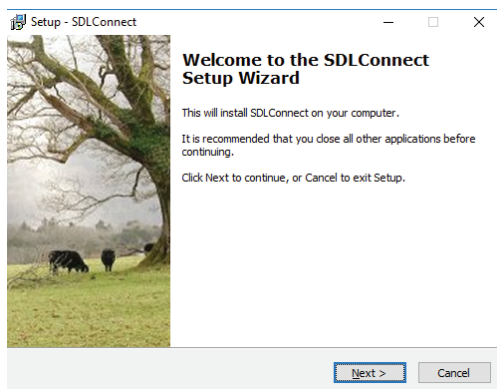 Setup - SDLConnect
Welcome to the SDLConnect
Setup Wizard
This will install SDLConnect on your computer.
It is recommended that you close all other applications before
continuing.
Click Next to continue, or Cancel to exit Setup.
Next >
Cancel